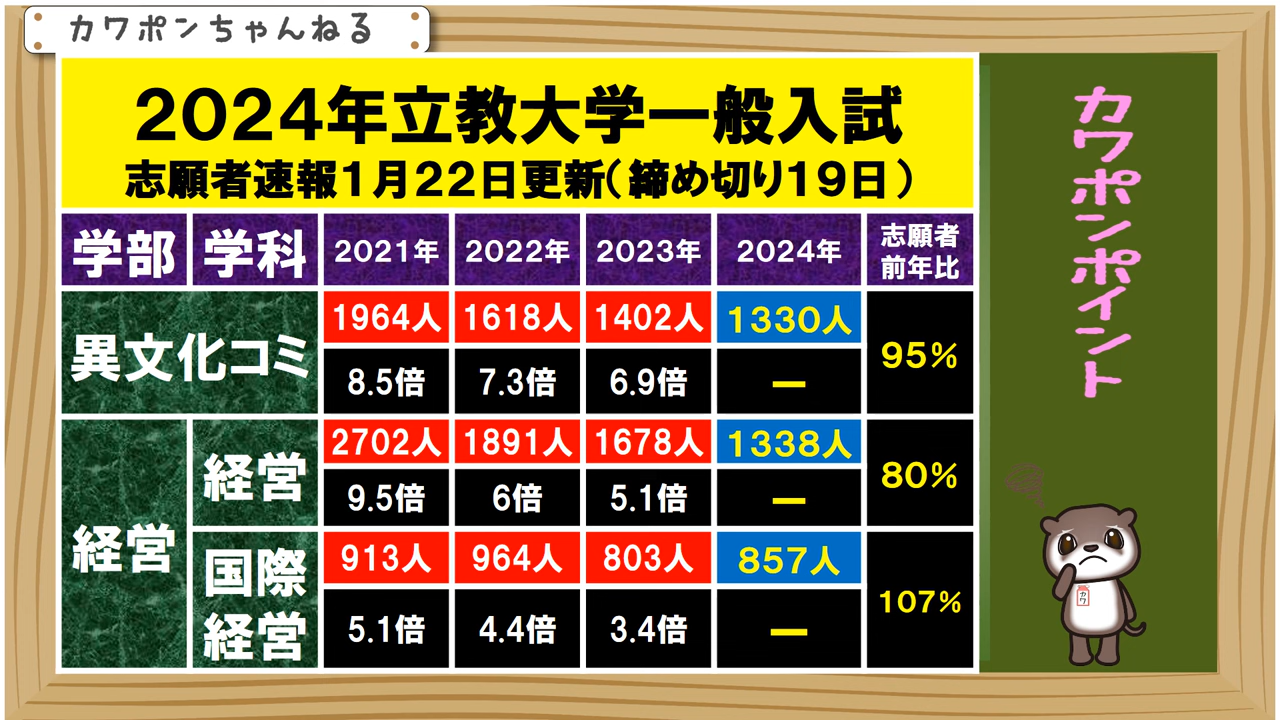 カワポンちゃんねる
2024年立教大学一般入試
志願者速報1月22日更新(締め切り19日)
学部 学科 2021年 2022年 2023年 2024年 志願者前年比
異文化コミ 1964人 1618人 1402人 1330人 95%
8.5倍 7.3倍 6.9倍 ー
経営 経営 2702人 1891人 1678人 1338人 80%
9.5倍 6倍 5.1倍 ー
国際経営 913人 964人 803人 857人 107%
5.1倍 4.4倍 3.4倍 ー
カワポンポイント
カワ